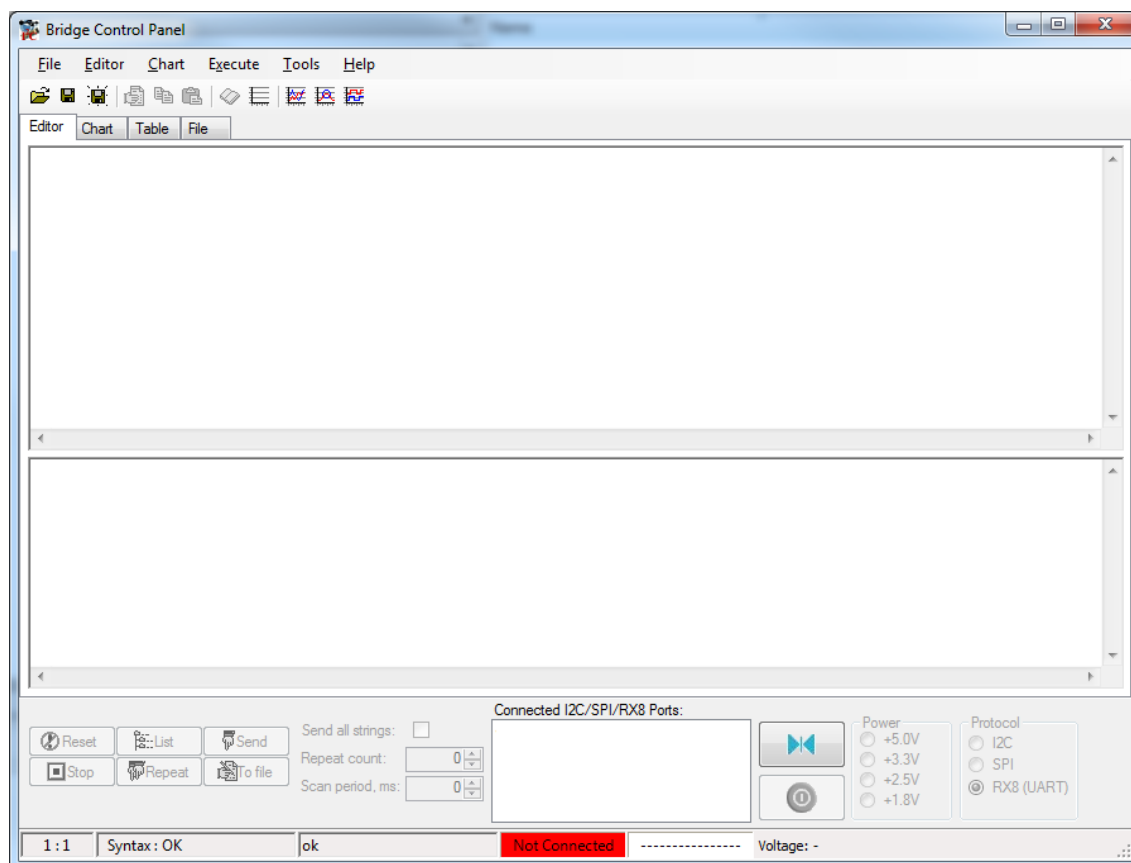 Bridge Control Panel
File Editor Chart Execute Tools Help
Editor Chart Table File
Connected I2C/SPI/RX8 Ports:
Reset List Send
Stop Repeat To file
Send all strings:
Repeat count: 0
Scan period, ms: 0
Power
+5.0V
+3.3V
+2.5V
+1.8V
Protocol
I2C
SPI
RX8 (UART)
1 : 1 Syntax : OK ok Not Connected ---------------- Voltage: -